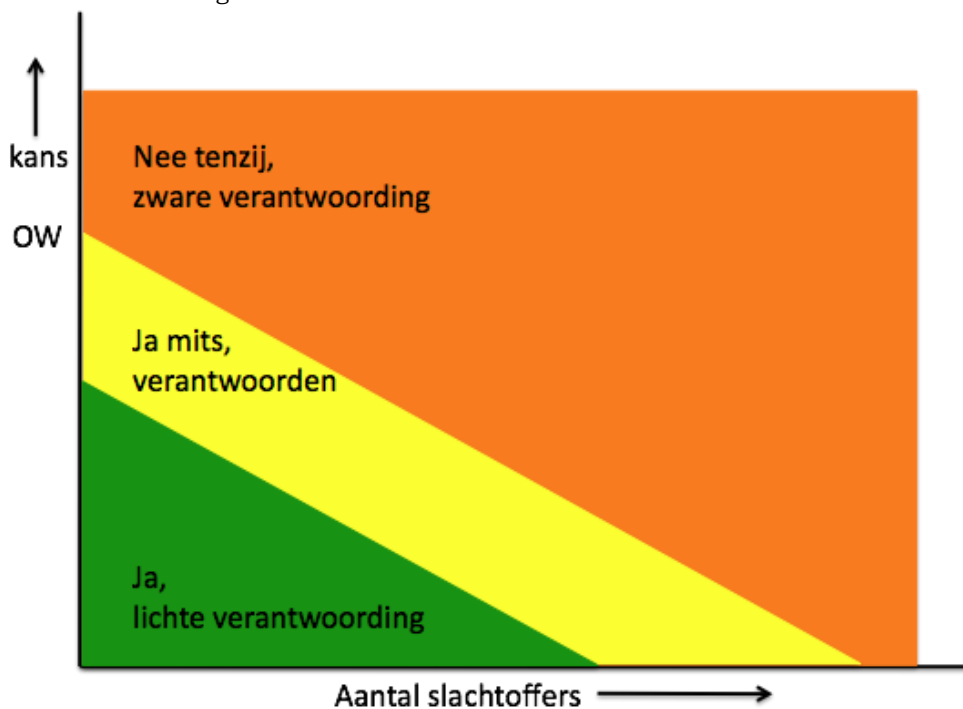 kans
OW
Nee tenzij,
zware verantwoording
Ja mits,
verantwoorden
Ja,
lichte verantwoording
Aantal slachtoffers